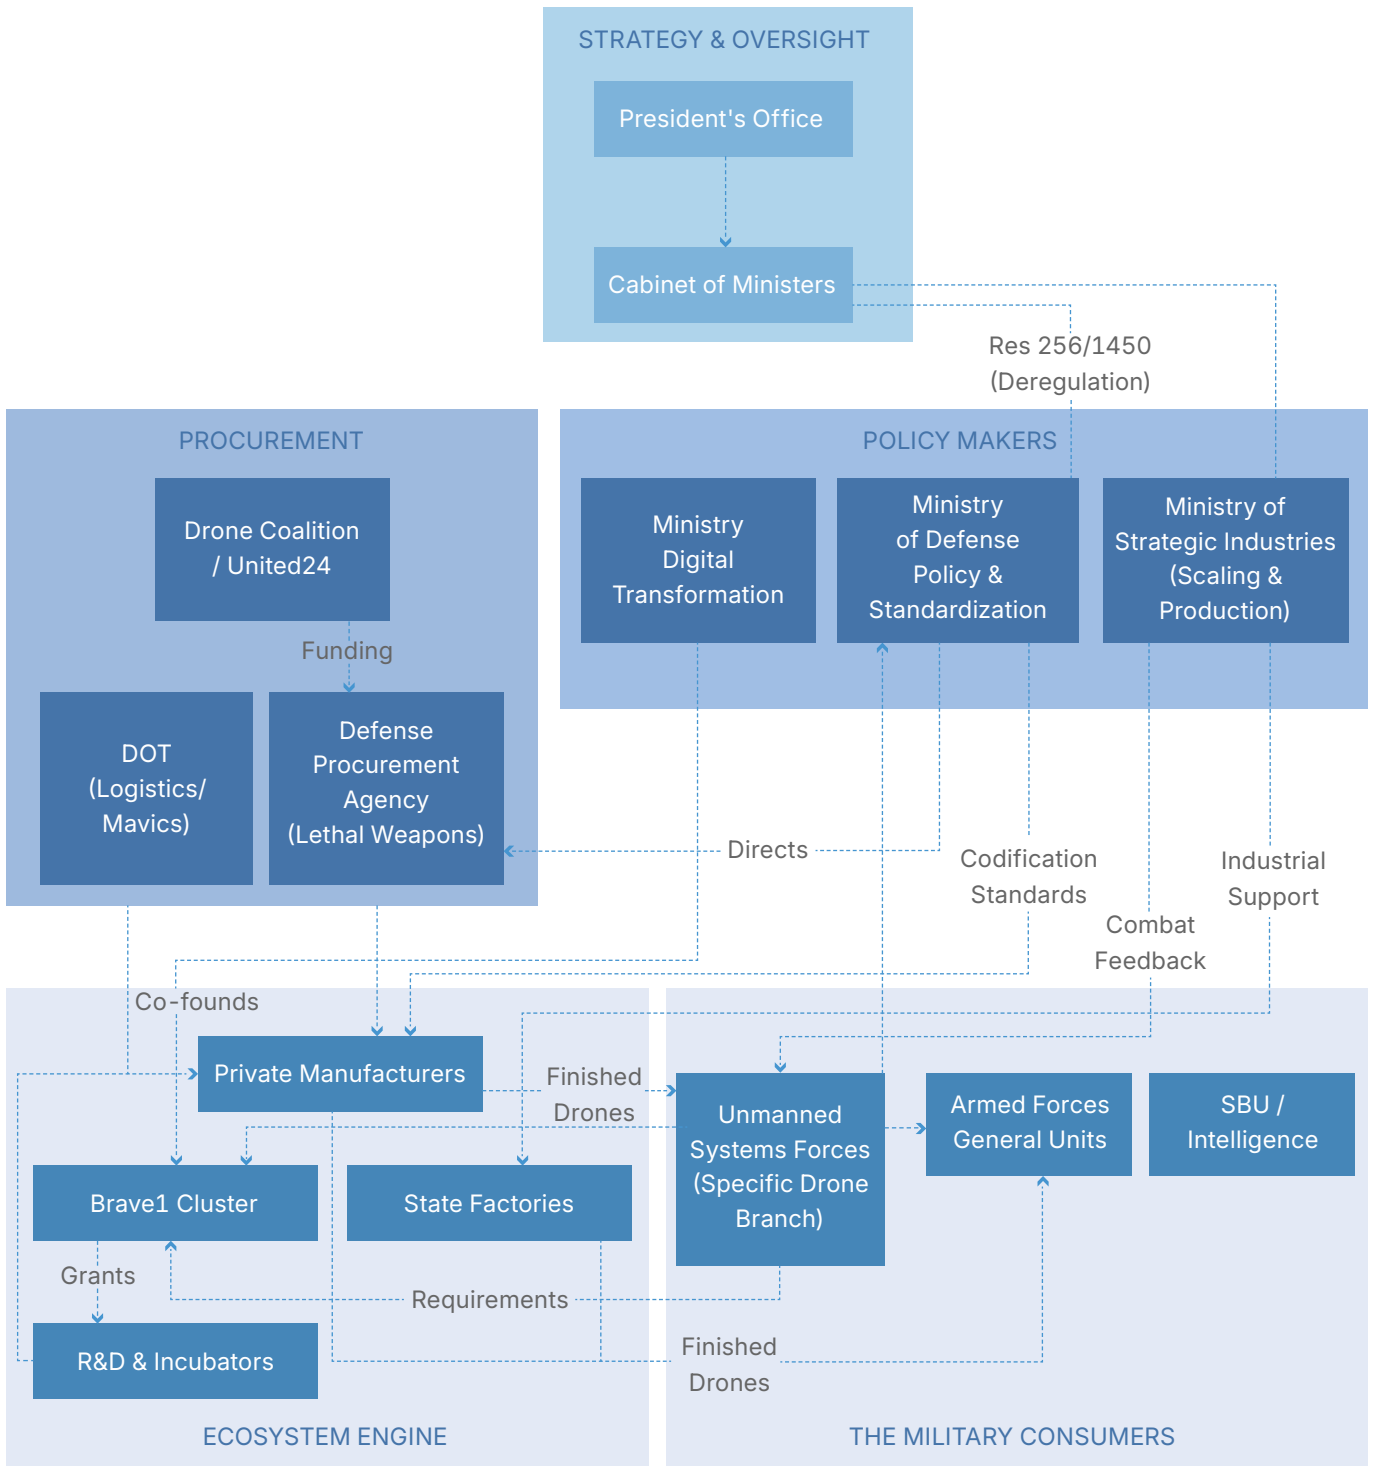 STRATEGY & OVERSIGHT
President's Office
Cabinet of Ministers
Res 256/1450
(Deregulation)
PROCUREMENT
Drone Coalition
/ United24
Funding
DOT
(Logistics/
Mavics)
Defense
Procurement
Agency
(Lethal Weapons)
POLICY MAKERS
Ministry
Digital
Transformation
Ministry
of Defense
Policy &
Standardization
Ministry of
Strategic Industries
(Scaling &
Production)
Directs
Codification
Standards
Combat
Feedback
Industrial
Support
Co-founds
Private Manufacturers
Finished
Drones
Brave1 Cluster
State Factories
Grants
Requirements
R&D & Incubators
ECOSYSTEM ENGINE
Unmanned
Systems Forces
(Specific Drone
Branch)
Armed Forces
General Units
SBU /
Intelligence
Finished
Drones
THE MILITARY CONSUMERS